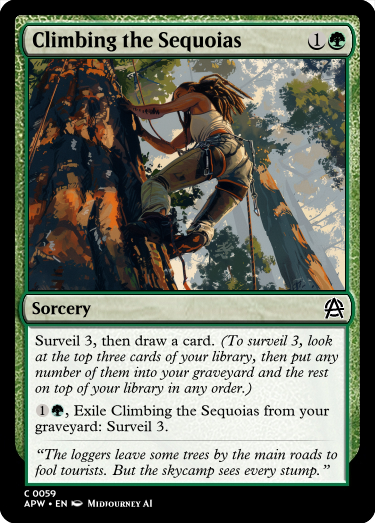 Climbing the Sequoias 1
Sorcery
Surveil 3, then draw a card. (To surveil 3, look
at the top three cards of your library, then put any
number of them into your graveyard and the rest
on top of your library in any order.)
1, Exile Climbing the Sequoias from your
graveyard: Surveil 3.
“The loggers leave some trees by the main roads to
fool tourists. But the skycamp sees every stump.”
C 0059
APW • EN Midjourney AI